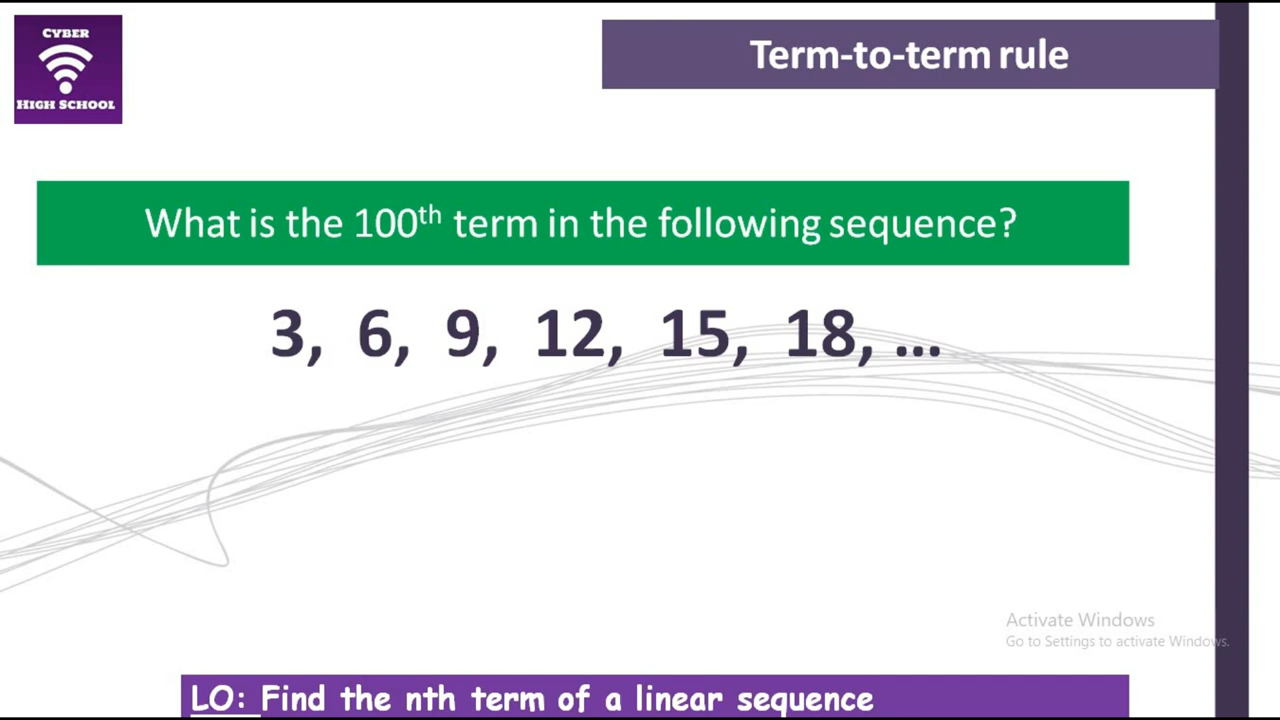 CYBER
HIGH SCHOOL
Term-to-term rule
What is the 100th term in the following sequence?
3, 6, 9, 12, 15, 18, ...
Activate Windows
Go to Settings to activate Windows.
LO: Find the nth term of a linear sequence